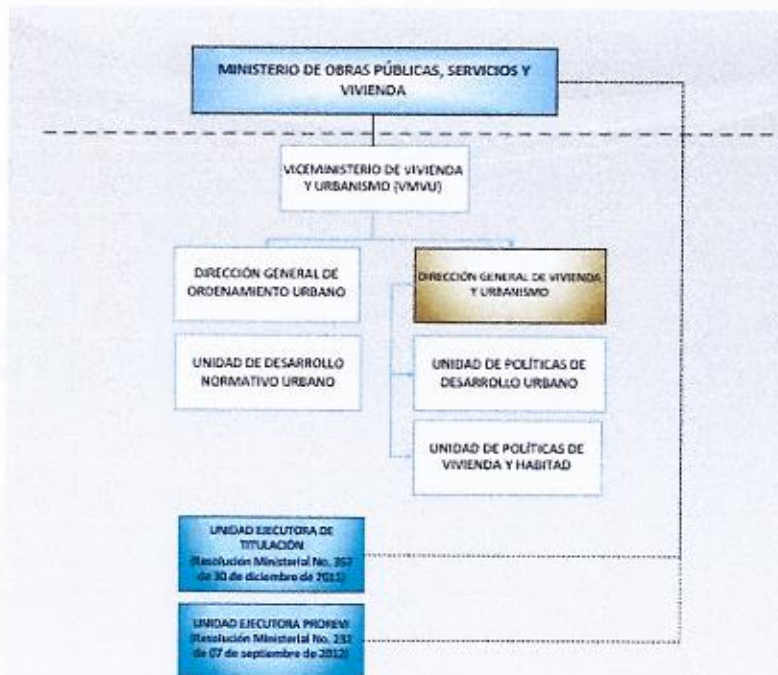 MINISTERIO DE OBRAS PÚBLICAS, SERVICIOS Y
VIVIENDA
VICEMINISTERIO DE VIVIENDA
Y URBANISMO (VMVU)
DIRECCIÓN GENERAL DE
ORDENAMIENTO URBANO
DIRECCIÓN GENERAL DE VIVIENDA
Y URBANISMO
UNIDAD DE DESARROLLO
NORMATIVO URBANO
UNIDAD DE POLÍTICAS DE
DESARROLLO URBANO
UNIDAD DE POLÍTICAS DE
VIVIENDA Y HABITAD
UNIDAD EJECUTORA DE
TITULACIÓN
(Resolución Ministerial No.
de 30 de diciembre de 2011)
UNIDAD EJECUTORA PROREVI
(Resolución Ministerial No. 232
de 07 de septiembre de 2012)